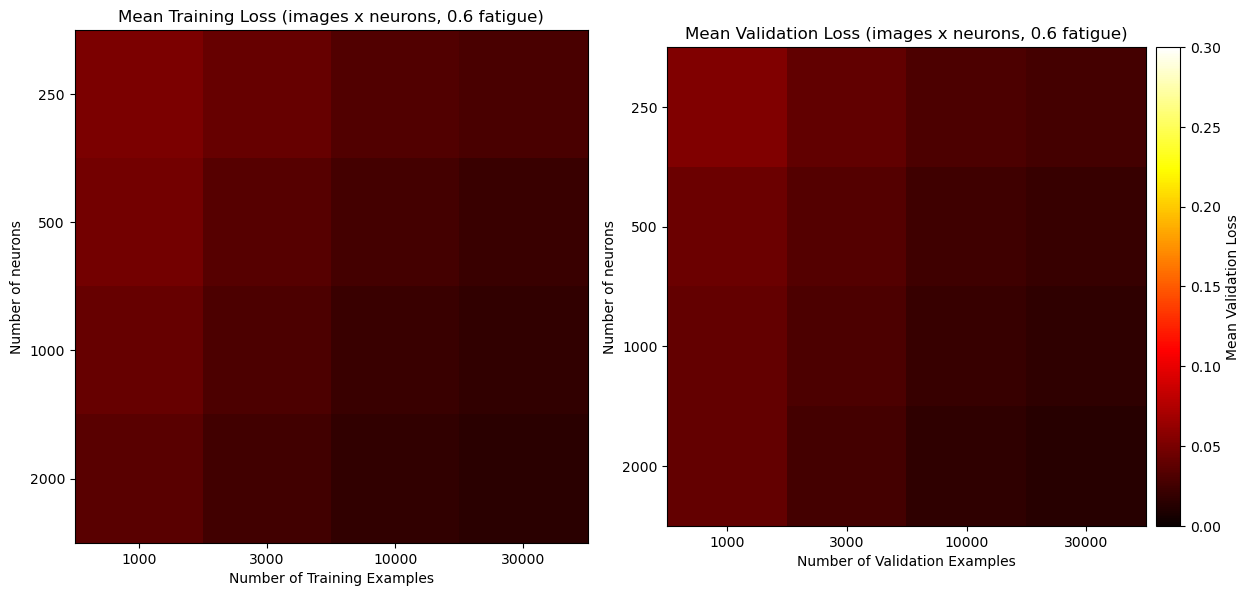 Mean Training Loss (images x neurons, 0.6 fatigue)
Number of neurons
250
500
1000
2000
1000 3000 10000 30000
Number of Training Examples
Mean Validation Loss (images x neurons, 0.6 fatigue)
Number of neurons
250
500
1000
2000
1000 3000 10000 30000
Number of Validation Examples
0.30
0.25
0.20
0.15
0.10
0.05
0.00
Mean Validation Loss